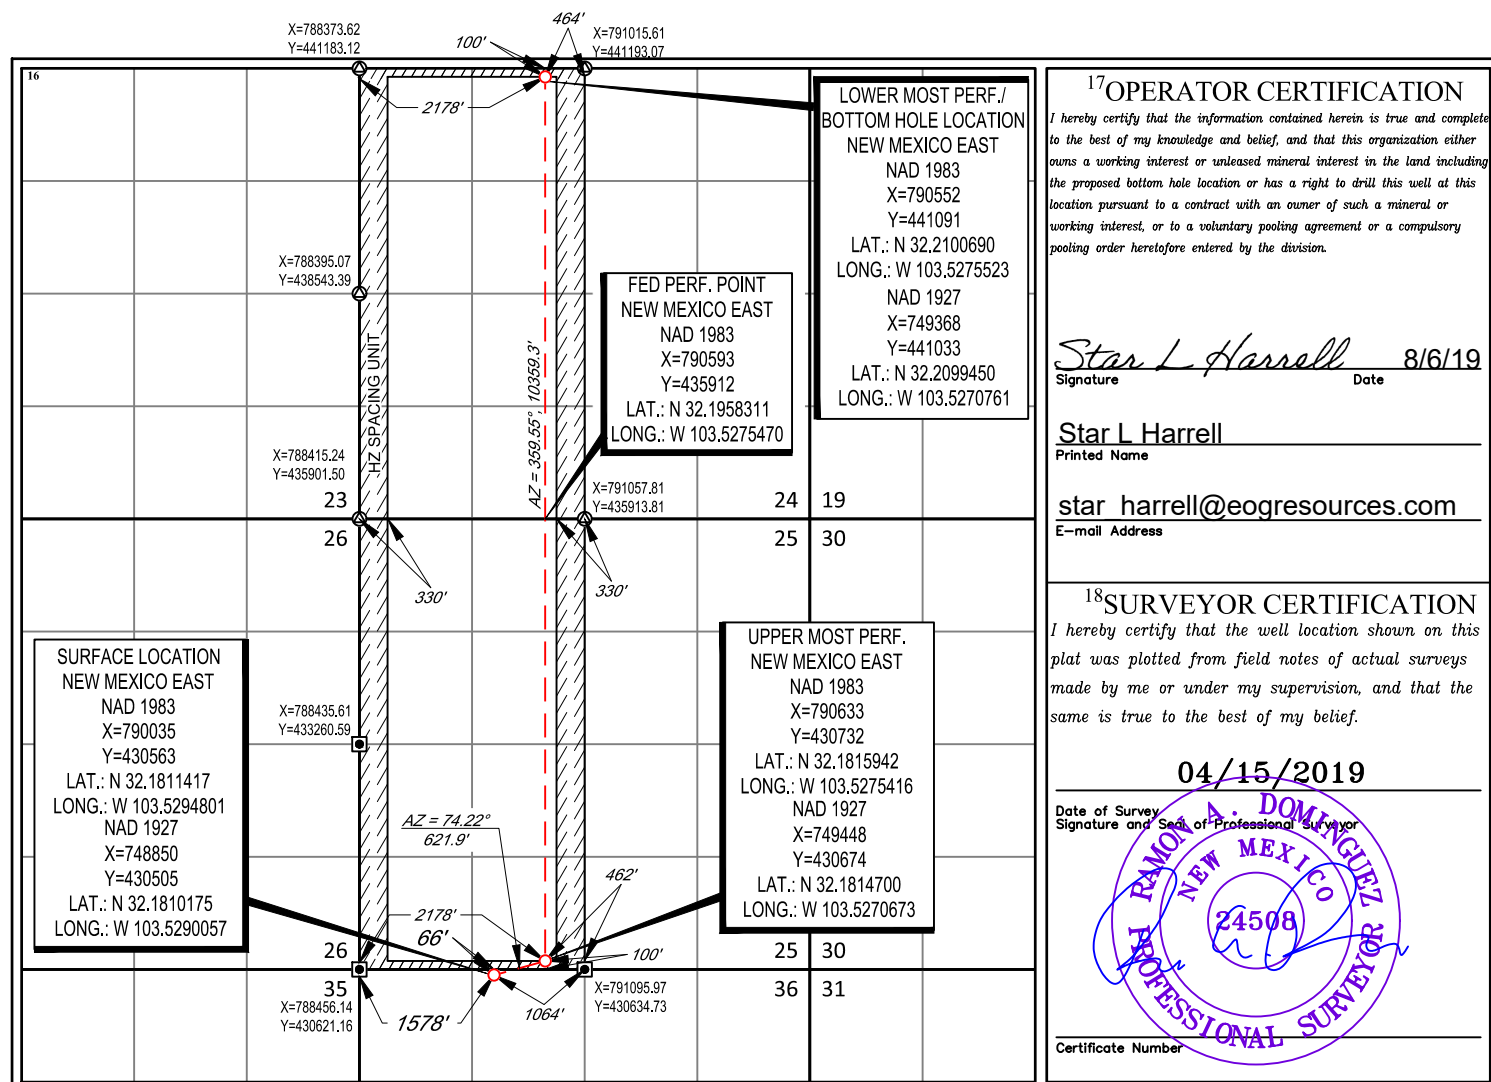 16
X=788373.62
Y=441183.12
100'
464'
X=791015.61
Y=441193.07
2178'
LOWER MOST PERF./
BOTTOM HOLE LOCATION
NEW MEXICO EAST
NAD 1983
X=790552
Y=441091
LAT.: N 32.2100690
LONG.: W 103.5275523
NAD 1927
X=749368
Y=441033
LAT.: N 32.2099450
LONG.: W 103.5270761
X=788395.07
Y=438543.39
HZ SPACING UNIT
AZ = 359.55°, 10359.3'
FED PERF. POINT
NEW MEXICO EAST
NAD 1983
X=790593
Y=435912
LAT.: N 32.1958311
LONG.: W 103.5275470
X=788415.24
Y=435901.50
X=791057.81
Y=435913.81
23
24
19
26
25
30
330'
330'
SURFACE LOCATION
NEW MEXICO EAST
NAD 1983
X=790035
Y=430563
LAT.: N 32.1811417
LONG.: W 103.5294801
NAD 1927
X=748850
Y=430505
LAT.: N 32.1810175
LONG.: W 103.5290057
X=788435.61
Y=433260.59
UPPER MOST PERF.
NEW MEXICO EAST
NAD 1983
X=790633
Y=430732
LAT.: N 32.1815942
LONG.: W 103.5275416
NAD 1927
X=749448
Y=430674
LAT.: N 32.1814700
LONG.: W 103.5270673
AZ = 74.22°
621.9'
462'
2178'
66'
100'
26
25
30
35
36
31
X=788456.14
Y=430621.16
1578'
1064'
X=791095.97
Y=430634.73
17OPERATOR CERTIFICATION
I hereby certify that the information contained herein is true and complete
to the best of my knowledge and belief, and that this organization either
owns a working interest or unleased mineral interest in the land including
the proposed bottom hole location or has a right to drill this well at this
location pursuant to a contract with an owner of such a mineral or
working interest, or to a voluntary pooling agreement or a compulsory
pooling order heretofore entered by the division.
Star L Harrell 8/6/19
Signature Date
Star L Harrell
Printed Name
star_harrell@eogresources.com
E-mail Address
18SURVEYOR CERTIFICATION
I hereby certify that the well location shown on this
plat was plotted from field notes of actual surveys
made by me or under my supervision, and that the
same is true to the best of my belief.
04/15/2019
Date of Survey
Signature and Seal of Professional Surveyor
RAMON A. DOMINGUEZ
NEW MEXICO
24508
PROFESSIONAL SURVEYOR
Certificate Number